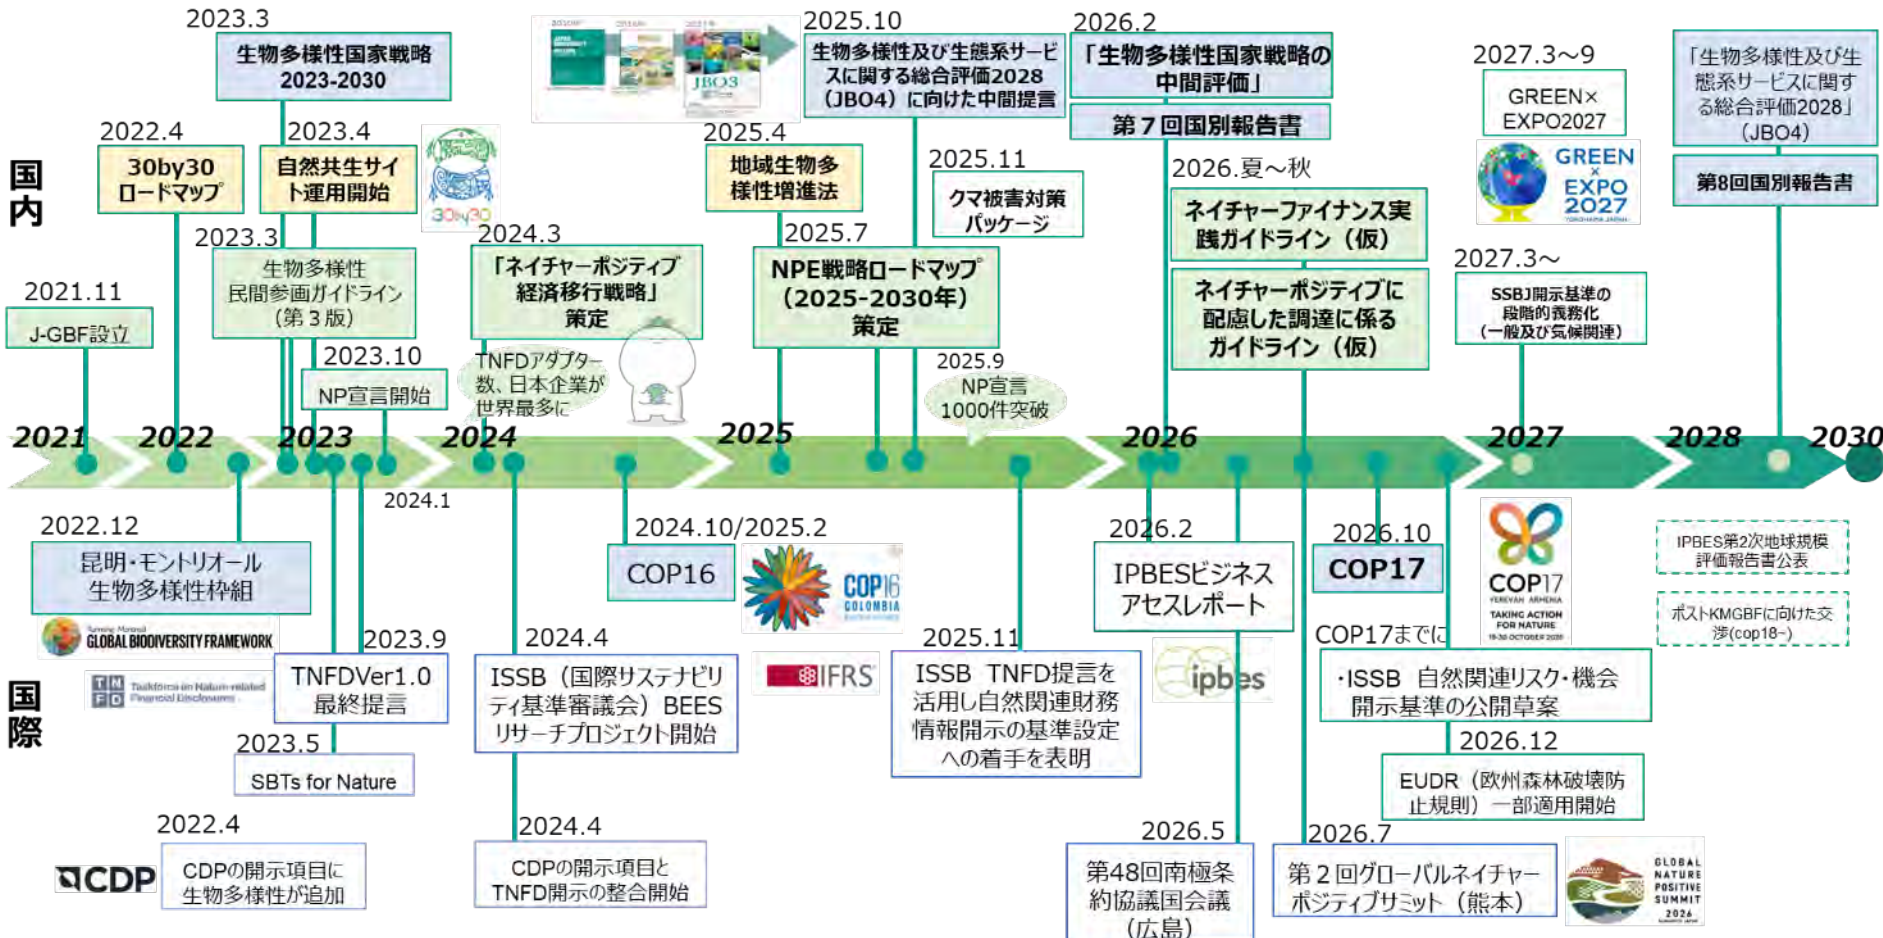 国内
2023.3
生物多様性国家戦略
2023-2030
2022.4
30by30
ロードマップ
2023.4
自然共生サイ
ト運用開始
30by30
2023.3
生物多様性
民間参画ガイドライン
(第3版)
2021.11
J-GBF設立
2023.10
NP宣言開始
2024.3
「ネイチャーポジティブ
経済移行戦略」
策定
TNFDアダプター
数、日本企業が
世界最多に
JBO3
2025.10
生物多様性及び生態系サービ
スに関する総合評価2028
(JBO4)に向けた中間提言
2025.4
地域生物多
様性増進法
2025.7
NPE戦略ロードマップ
(2025-2030年)
策定
2025.11
クマ被害対策
パッケージ
2025.9
NP宣言
1000件突破
2026.2
「生物多様性国家戦略の
中間評価」
第7回国別報告書
2026.夏～秋
ネイチャーファイナンス実
践ガイドライン(仮)
ネイチャーポジティブに
配慮した調達に係る
ガイドライン(仮)
2027.3～9
GREEN×
EXPO2027
GREEN
×
EXPO
2027
YOKOHAMA JAPAN
2027.3～
SSBJ開示基準の
段階的義務化
(一般及び気候関連)
「生物多様性及び生
態系サービスに関す
る総合評価2028」
(JBO4)
第8回国別報告書
2021
2022
2023
2024
2025
2026
2027
2028
2030
2024.1
国際
2022.12
昆明・モントリオール
生物多様性枠組
GLOBAL BIODIVERSITY FRAMEWORK
TNFD
Taskforce on Nature-related
Financial Disclosures
2023.9
TNFDVer1.0
最終提言
2023.5
SBTs for Nature
2022.4
CDP
CDPの開示項目に
生物多様性が追加
2024.10/2025.2
COP16
COP16
COLOMBIA
2024.4
ISSB(国際サステナビリ
ティ基準審議会)BEES
リサーチプロジェクト開始
IFRS
2024.4
CDPの開示項目と
TNFD開示の整合開始
2025.11
ISSB TNFD提言を
活用し自然関連財務
情報開示の基準設定
への着手を表明
2026.2
IPBESビジネス
アセスレポート
ipbes
2026.5
第48回南極条
約協議国会議
(広島)
2026.10
COP17
COP17
YEREVAN ARMENIA
TAKING ACTION
FOR NATURE
19-30 OCTOBER 2026
COP17までに
・ISSB 自然関連リスク・機会
開示基準の公開草案
2026.12
EUDR(欧州森林破壊防
止規則)一部適用開始
2026.7
第2回グローバルネイチャー
ポジティブサミット(熊本)
GLOBAL
NATURE
POSITIVE
SUMMIT
2026
IPBES第2次地球規模
評価報告書公表
ポストKMGBFに向けた交
渉(cop18~)